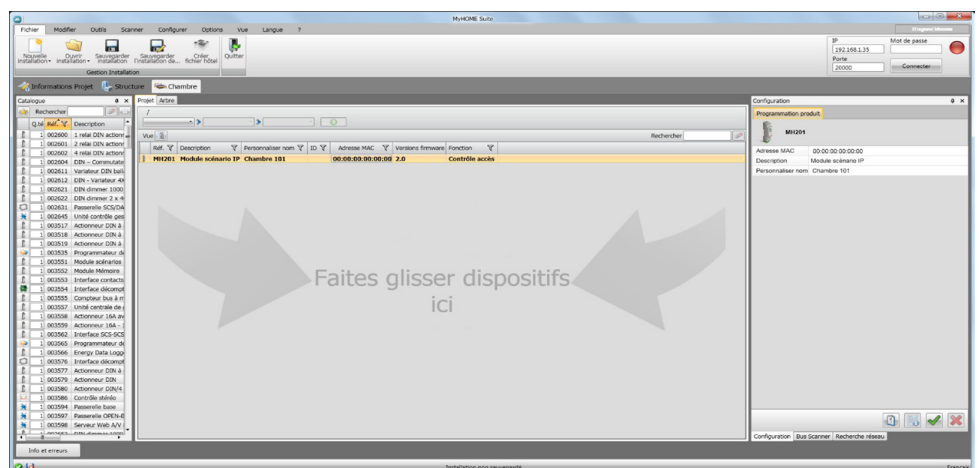 MyHOME Suite
Fichier Modifier Outils Scanner Configurer Options Vue Langue ?
Nouvelle installation
Ouvrir installation
Sauvegarder installation
Sauvegarder l'installation de...
Créer fichier hôtel
Quitter
Gestion Installation
IP
192.168.1.35
Porte
20000
Mot de passe
Connecter
Informations Projet Structure Chambre
Catalogue
Rechercher
Q.té Réf. Description
1 002600 1 relai DIN actionn
1 002601 2 relai DIN actionn
1 002602 4 relai DIN actionn
1 002604 DIN – Commutate
1 002611 Variateur DIN balla
1 002612 DIN - Variateur 4X
1 002621 DIN dimmer 1000
1 002622 DIN dimmer 2 x 4
1 002631 Passerelle SCS/DA
1 002645 Unité contrôle ges
1 003517 Actionneur DIN à
1 003518 Actionneur DIN à
1 003519 Actionneur DIN à
1 003535 Programmateur de
1 003551 Module scénarios
1 003552 Module Mémoire
1 003553 Interface contacts
1 003554 Interface décompt
1 003555 Compteur bus à m
1 003557 Unité centrale de
1 003558 Actionneur 16A av
1 003559 Actionneur 16A - 1
1 003562 Interface SCS-SCS
1 003565 Programmateur de
1 003566 Energy Data Logg
1 003576 Interface décompt
1 003577 Actionneur DIN à
1 003579 Actionneur DIN
1 003580 Actionneur DIN/4
1 003586 Contrôle stéréo
1 003594 Passerelle base
1 003597 Passerelle OPEN-B
1 003598 Serveur Web A/V
Projet Arbre
/
Vue
Rechercher
Réf. Description Personnaliser nom ID Adresse MAC Versions firmware Fonction
MH201 Module scénario IP Chambre 101 00:00:00:00:00:00 2.0 Contrôle accès
Faites glisser dispositifs
ici
Configuration
Programmation produit
MH201
Adresse MAC 00:00:00:00:00:00
Description Module scénario IP
Personnaliser nom Chambre 101
Configuration Bus Scanner Recherche réseau
Info et erreurs
Installation non sauvegardé
Français